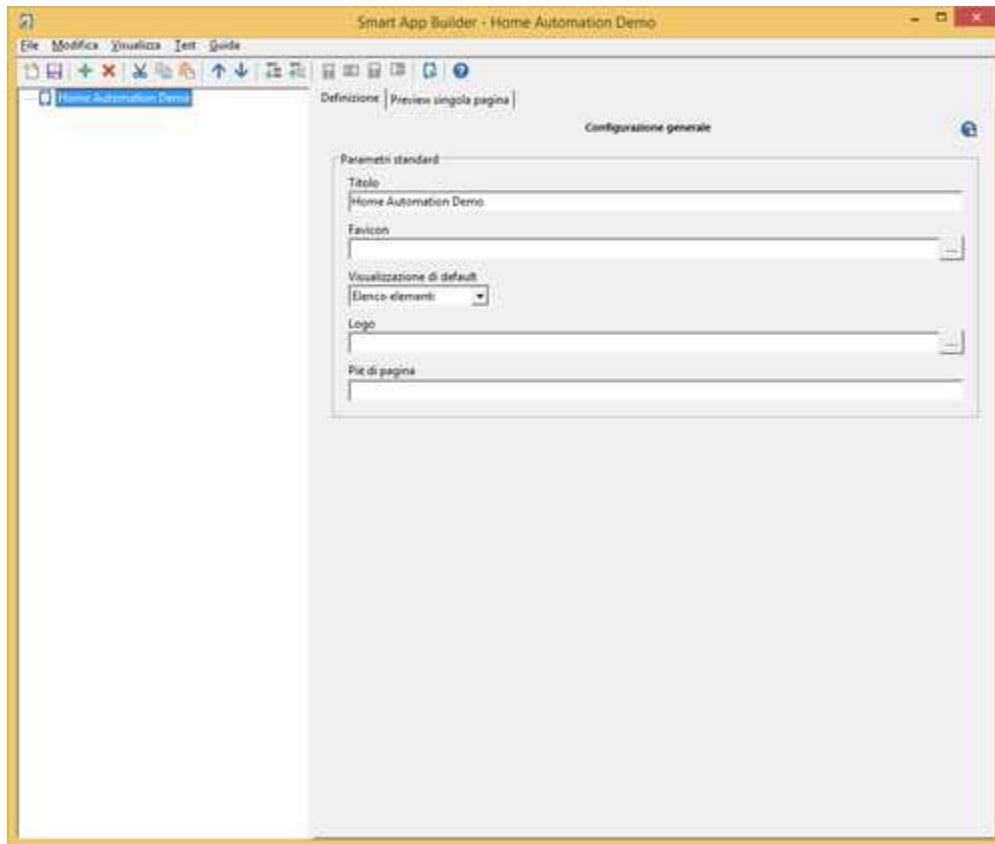 Smart App Builder - Home Automation Demo
File Modifica Visualizza Test Guida
Home Automation Demo
Definizione Preview singola pagina
Configurazione generale
Parametri standard
Titolo
Home Automation Demo
Favicon
...
Visualizzazione di default
Elenco elementi
Logo
...
Piè di pagina